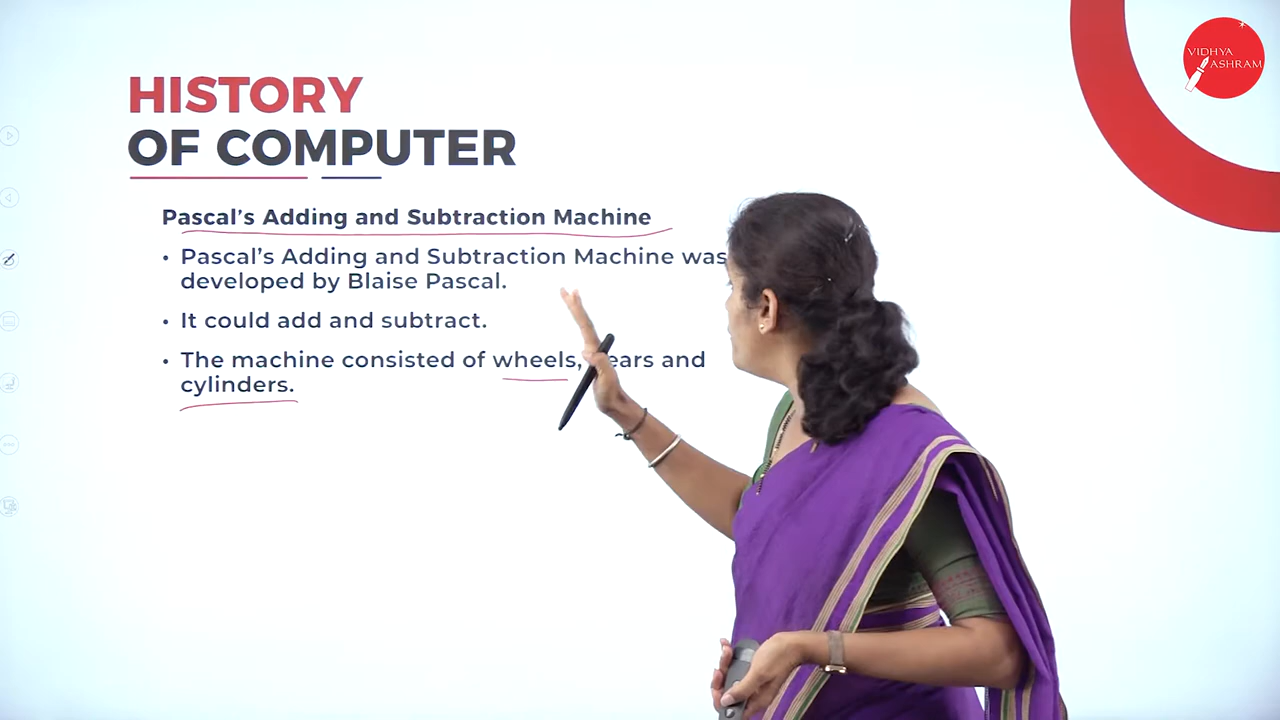 VIDHYA
ASHRAM
HISTORY
OF COMPUTER
Pascal's Adding and Subtraction Machine
• Pascal's Adding and Subtraction Machine was
developed by Blaise Pascal.
• It could add and subtract.
• The machine consisted of wheels, and
cylinders.